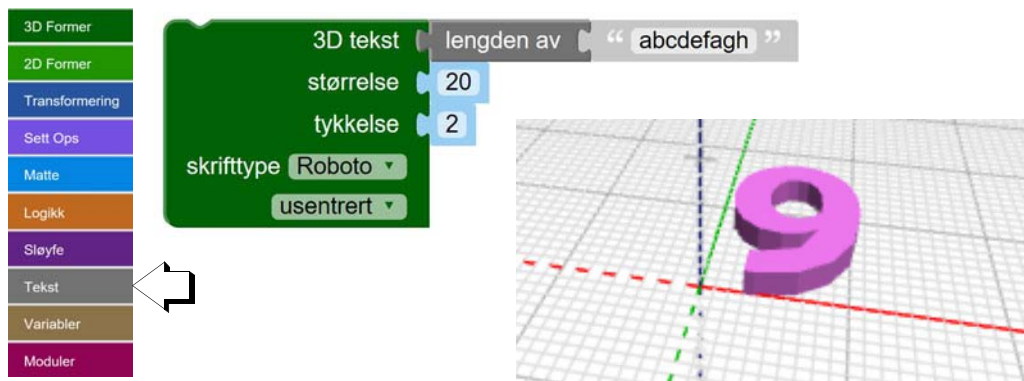 3D Former
2D Former
Transformering
Sett Ops
Matte
Logikk
Sløyfe
Tekst
Variabler
Moduler
3D tekst lengden av “ abcdefagh ”
størrelse 20
tykkelse 2
skrifttype Roboto
usentrert
9